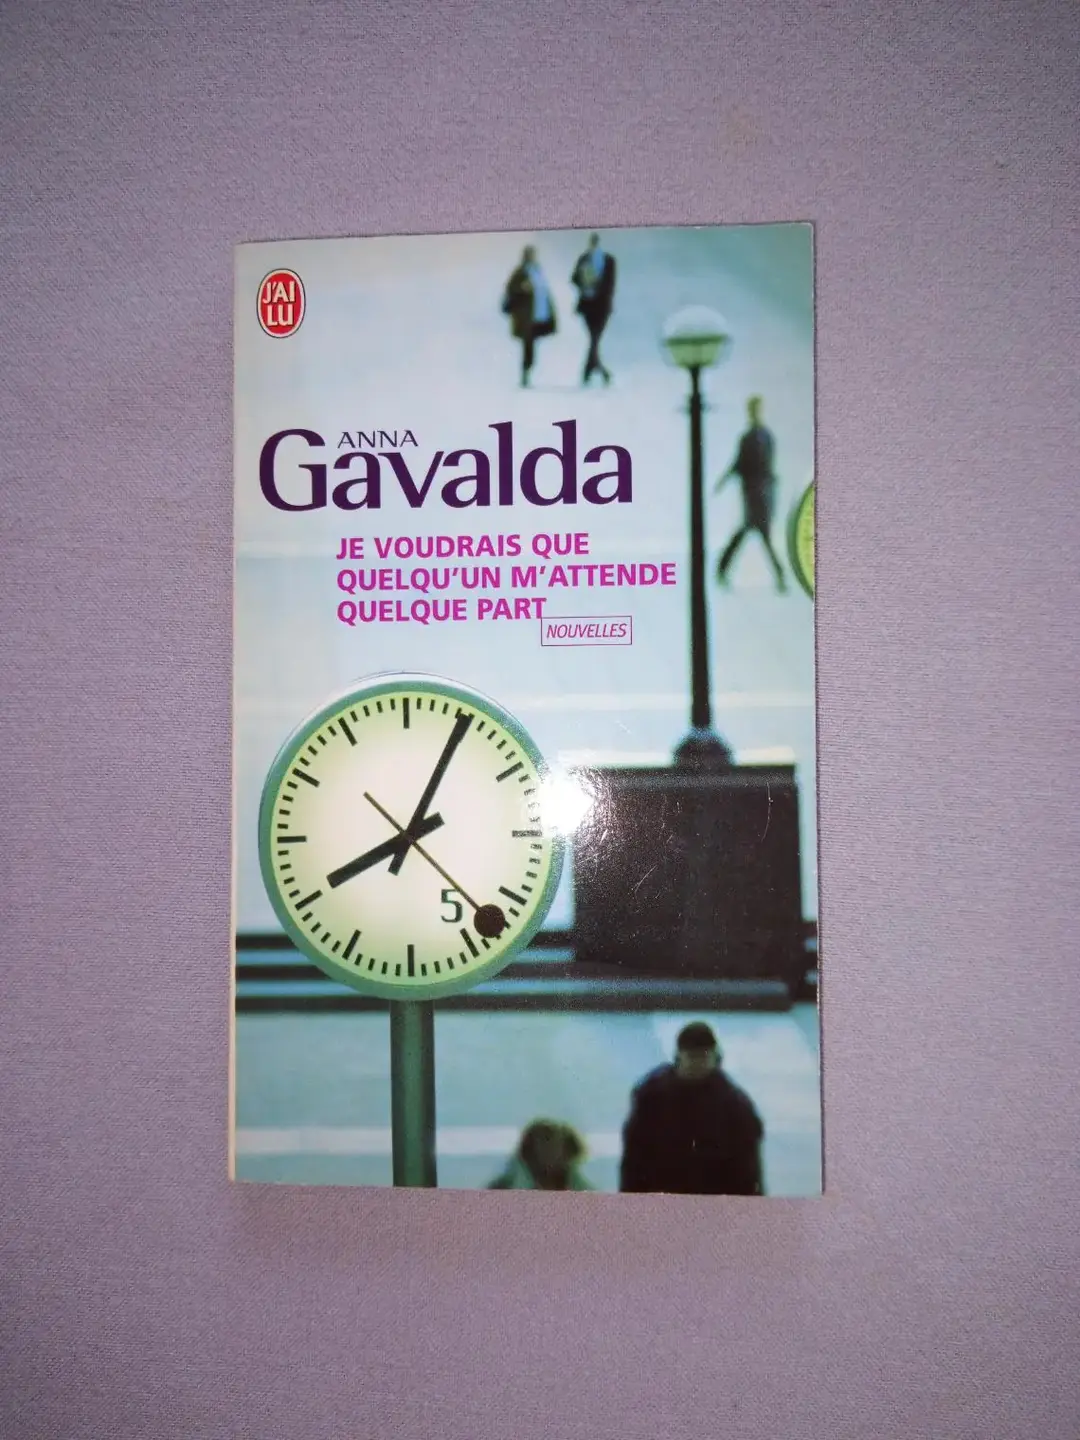 J'AI
LU
ANNA
Gavalda
JE VOUDRAIS QUE
QUELQU'UN M'ATTENDE
QUELQUE PART
NOUVELLES
5